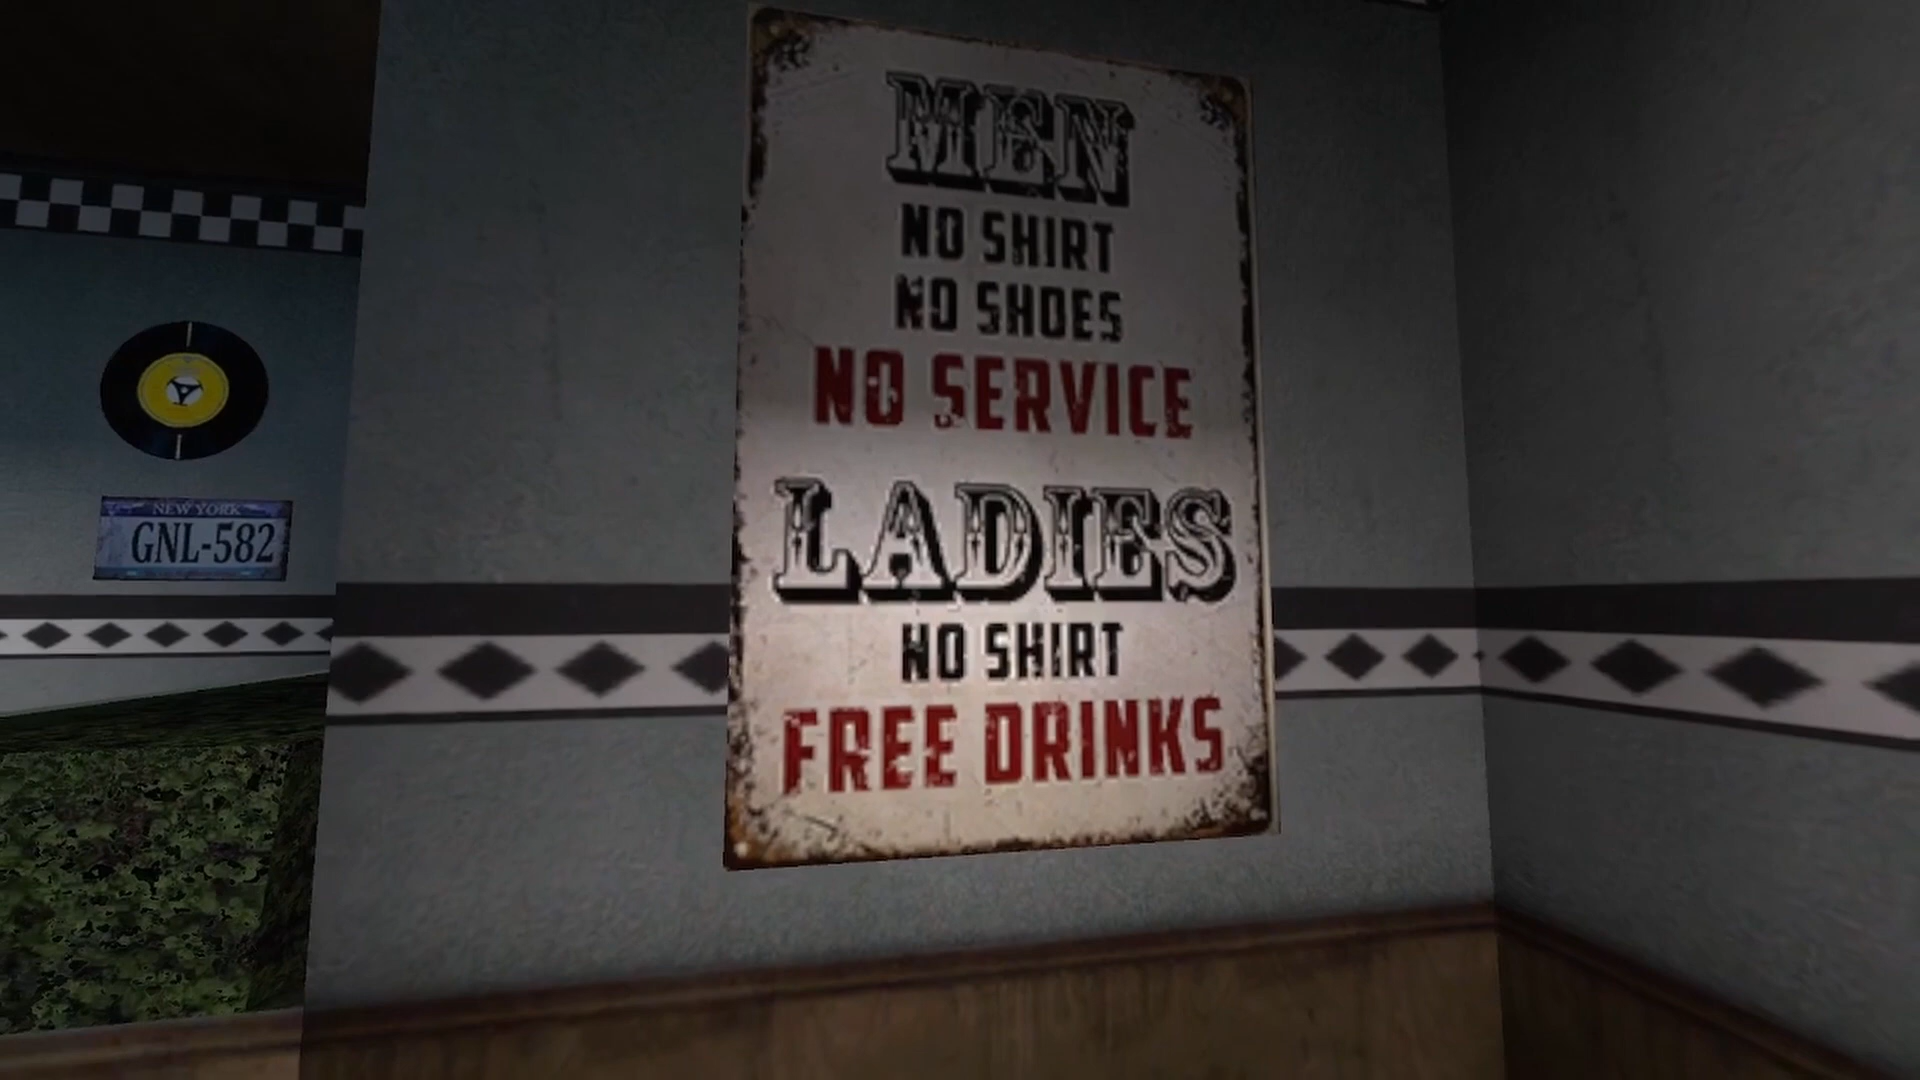 MEN
NO SHIRT
NO SHOES
NO SERVICE
LADIES
NO SHIRT
FREE DRINKS
NEW YORK
GNL-582